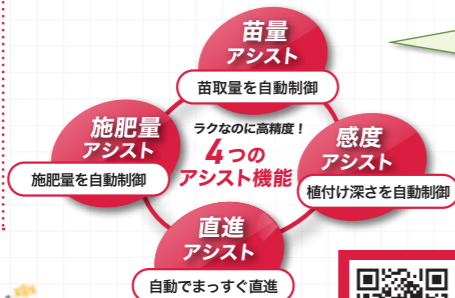 苗量
アシスト
苗取量を自動制御
施肥量
アシスト
施肥量を自動制御
ラクなのに高精度！
4つの
アシスト機能
感度
アシスト
植付け深さを自動制御
直進
アシスト
自動でまっすぐ直進